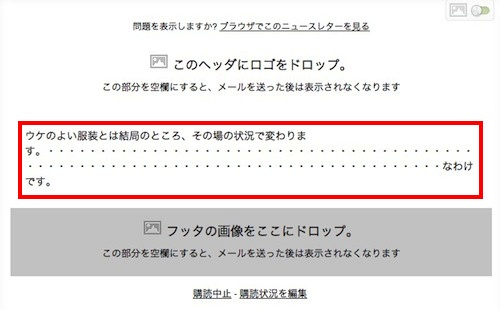 問題を表示しますか? ブラウザでこのニュースレターを見る
このヘッダにロゴをドロップ。
この部分を空欄にすると、メールを送った後は表示されなくなります
ウケのよい服装とは結局のところ、その場の状況で変わりま
す。・・・・・・・・・・・・・・・・・・・・・・・・・・・・・・・・・・・・・・・・
・・・・・・・・・・・・・・・・・・・・・・・・・・・・・・・・・・・・・・なわけ
です。
フッタの画像をここにドロップ。
この部分を空欄にすると、メールを送った後は表示されなくなります
購読中止 - 購読状況を編集